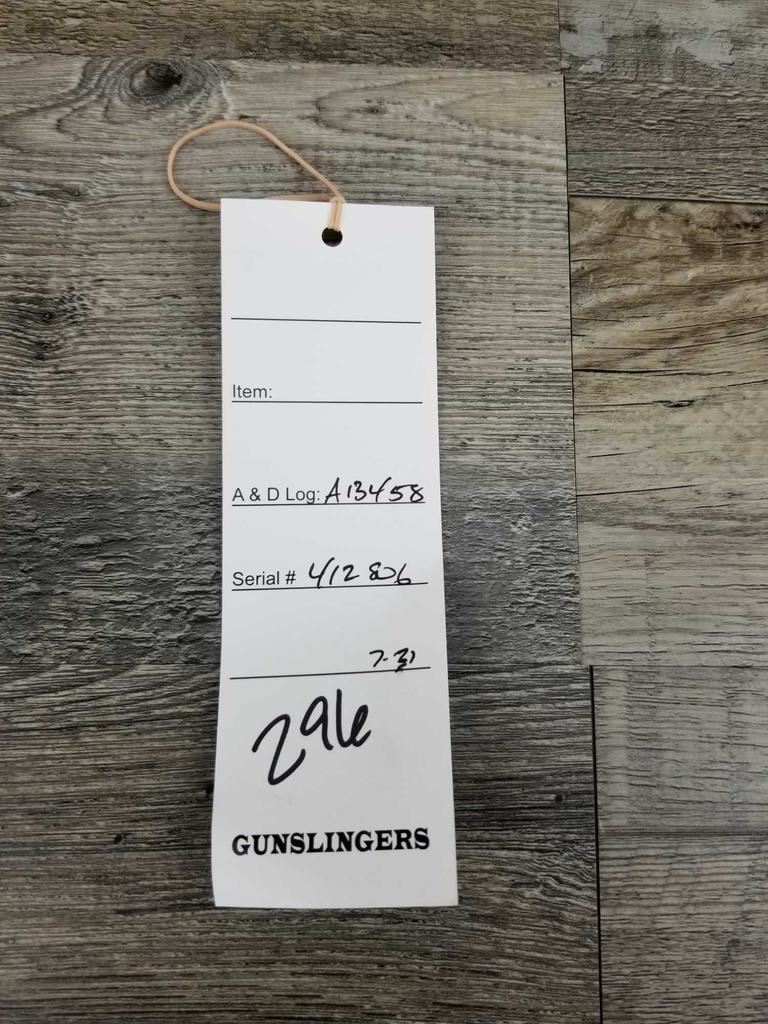 Item:
A & D Log: A13458
Serial # 412806
7-31
296
GUNSLINGERS